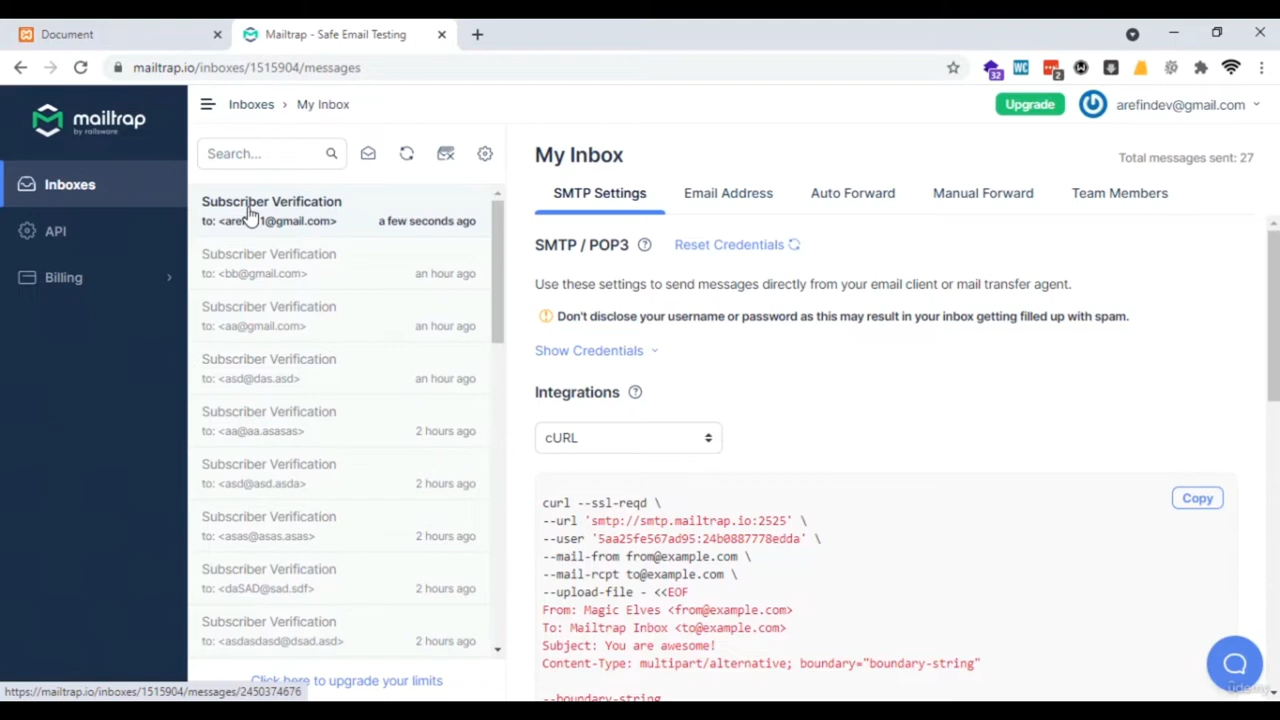 Document
Mailtrap - Safe Email Testing
mailtrap.io/inboxes/1515904/messages
32
WC
2
mailtrap
by railsware
Inboxes › My Inbox
Upgrade
arefindev@gmail.com
Search...
Inboxes
API
Billing
Subscriber Verification
a few seconds ago
Subscriber Verification
to: <bb@gmail.com> an hour ago
Subscriber Verification
to: <aa@gmail.com> an hour ago
Subscriber Verification
to: <asd@das.asd> an hour ago
Subscriber Verification
to: <aa@aa.asasas> 2 hours ago
Subscriber Verification
to: <asd@asd.asda> 2 hours ago
Subscriber Verification
to: <asas@asas.asas> 2 hours ago
Subscriber Verification
to: <daSAD@sad.sdf> 2 hours ago
Subscriber Verification
to: <asdasdasd@dsad.asd> 2 hours ago
Click here to upgrade your limits
My Inbox
Total messages sent: 27
SMTP Settings Email Address Auto Forward Manual Forward Team Members
SMTP / POP3 Reset Credentials
Use these settings to send messages directly from your email client or mail transfer agent.
Don't disclose your username or password as this may result in your inbox getting filled up with spam.
Show Credentials
Integrations
cURL
Copy
curl --ssl-reqd \
--url 'smtp://smtp.mailtrap.io:2525' \
--user '5aa25fe567ad95:24b0887778edda' \
--mail-from from@example.com \
--mail-rcpt to@example.com \
--upload-file - <<EOF
From: Magic Elves <from@example.com>
To: Mailtrap Inbox <to@example.com>
Subject: You are awesome!
Content-Type: multipart/alternative; boundary="boundary-string"
--boundary-string
https://mailtrap.io/inboxes/1515904/messages/2450374676
udemy